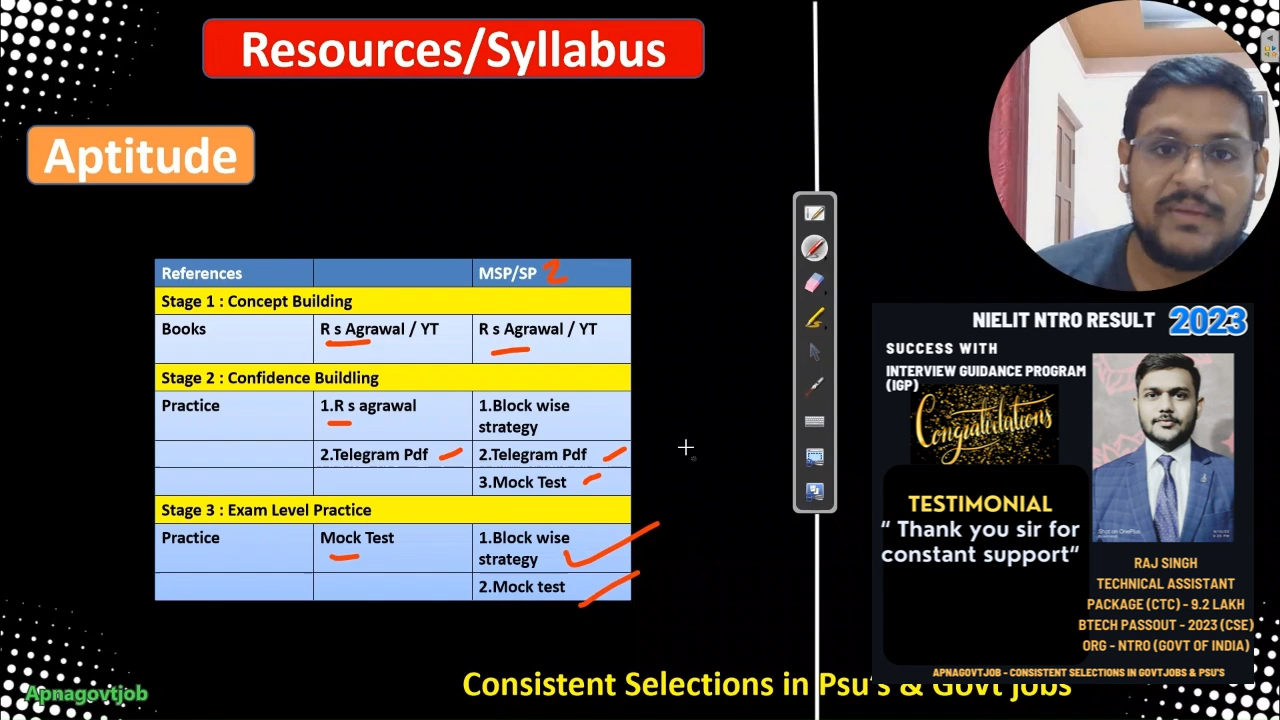 Resources/Syllabus
Aptitude
References MSP/SP 2
Stage 1 : Concept Building
Books R s Agrawal / YT R s Agrawal / YT
Stage 2 : Confidence Buildling
Practice 1.R s agrawal 1.Block wise
strategy
2.Telegram Pdf 2.Telegram Pdf
3.Mock Test
Stage 3 : Exam Level Practice
Practice Mock Test 1.Block wise
strategy
2.Mock test
NIELIT NTRO RESULT 2023
SUCCESS WITH
INTERVIEW GUIDANCE PROGRAM
(IGP)
Congratulations
TESTIMONIAL
“ Thank you sir for
constant support“
RAJ SINGH
TECHNICAL ASSISTANT
PACKAGE (CTC) - 9.2 LAKH
BTECH PASSOUT - 2023 (CSE)
ORG - NTRO (GOVT OF INDIA)
APNAGOVTJOB - CONSISTENT SELECTIONS IN GOVTJOBS & PSU'S
Consistent Selections in Psu's & Govt jobs
Apnagovtjob